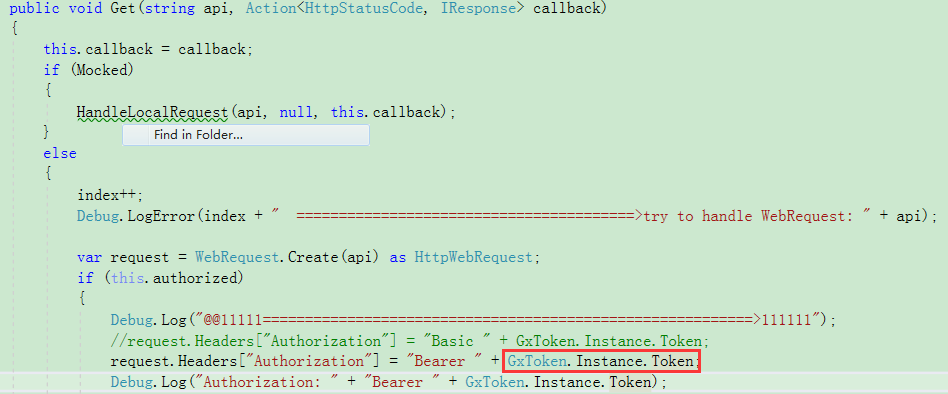 public void Get(string api, Action<HttpStatusCode, IResponse> callback)
{
this.callback = callback;
if (Mocked)
{
HandleLocalRequest(api, null, this.callback);
}
Find in Folder...
else
{
index++;
Debug.LogError(index + "  ========================================>try to handle WebRequest: " + api);
var request = WebRequest.Create(api) as HttpWebRequest;
if (this.authorized)
{
Debug.Log("@@11111==========================================================>111111");
//request.Headers["Authorization"] = "Basic " + GxToken.Instance.Token;
request.Headers["Authorization"] = "Bearer " + GxToken.Instance.Token;
Debug.Log("Authorization: " + "Bearer " + GxToken.Instance.Token);